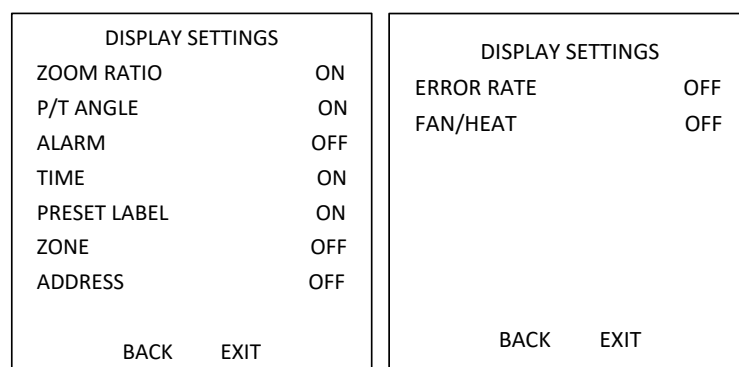 DISPLAY SETTINGS
ZOOM RATIO ON
P/T ANGLE ON
ALARM OFF
TIME ON
PRESET LABEL ON
ZONE OFF
ADDRESS OFF
BACK EXIT
DISPLAY SETTINGS
ERROR RATE OFF
FAN/HEAT OFF
BACK EXIT